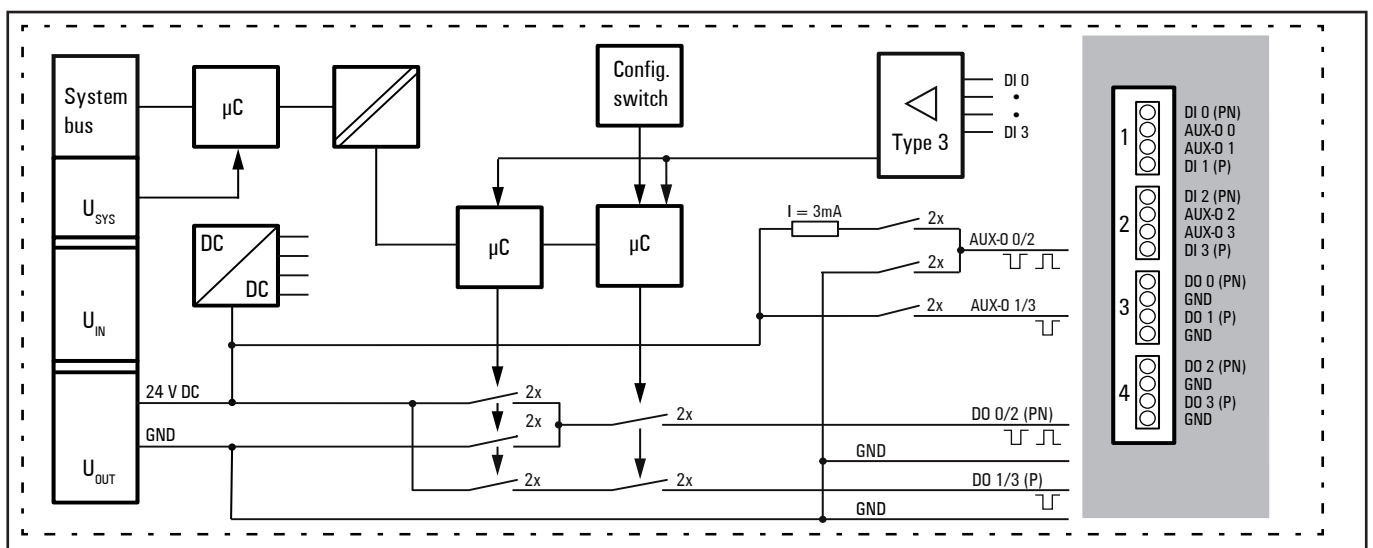 System
bus
U SYS
U IN
U OUT
µC
DC
DC
Config.
switch
Type 3
DI 0
•
•
DI 3
µC
µC
I = 3mA
2x
2x
AUX-O 0/2
2x
AUX-O 1/3
24 V DC
GND
2x
2x
2x
DO 0/2 (PN)
GND
2x
2x
DO 1/3 (P)
GND
1
DI 0 (PN)
AUX-O 0
AUX-O 1
DI 1 (P)
2
DI 2 (PN)
AUX-O 2
AUX-O 3
DI 3 (P)
3
DO 0 (PN)
GND
DO 1 (P)
GND
4
DO 2 (PN)
GND
DO 3 (P)
GND